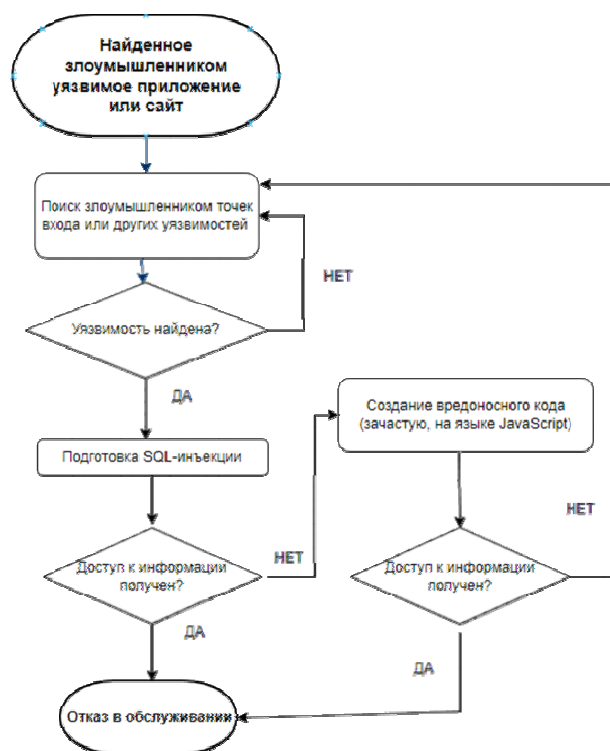 Найденное
злоумышленником
уязвимое приложение
или сайт
Поиск злоумышленником точек
входа или других уязвимостей
НЕТ
Уязвимость найдена?
ДА
Подготовка SQL-инъекции
Создание вредоносного кода
(зачастую, на языке JavaScript)
НЕТ
Доступ к информации
получен?
НЕТ
Доступ к информации
получен?
ДА
ДА
Отказ в обслуживании